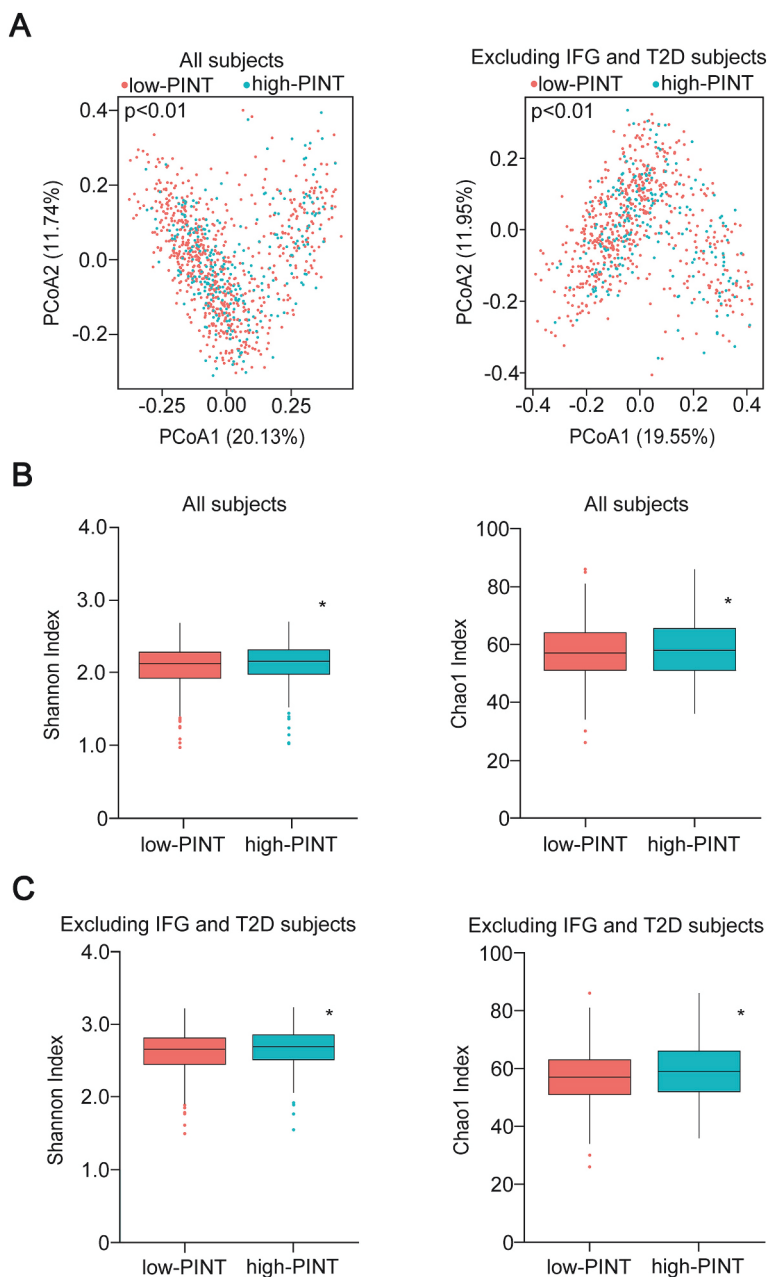 A
All subjects
low-PINT high-PINT
p<0.01
0.4
0.2
0.0
-0.2
PCoA2 (11.74%)
-0.25 0.00 0.25
PCoA1 (20.13%)
Excluding IFG and T2D subjects
low-PINT high-PINT
p<0.01
0.2
0.0
-0.2
-0.4
PCoA2 (11.95%)
-0.4 -0.2 0.0 0.2 0.4
PCoA1 (19.55%)
B
All subjects
4.0
3.0
2.0
1.0
0
Shannon Index
*
low-PINT high-PINT
All subjects
100
80
60
40
20
0
Chao1 Index
*
low-PINT high-PINT
C
Excluding IFG and T2D subjects
4.0
3.0
2.0
1.0
0
Shannon Index
*
low-PINT high-PINT
Excluding IFG and T2D subjects
100
80
60
40
20
0
Chao1 Index
*
low-PINT high-PINT